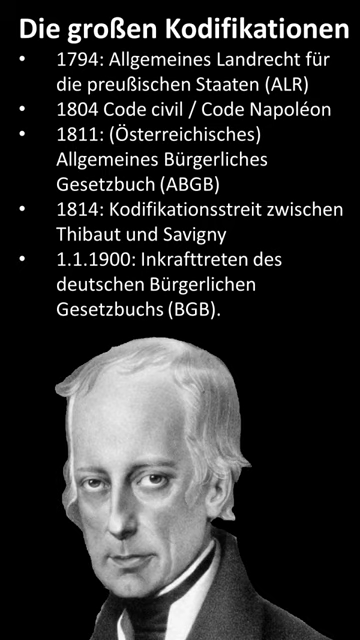 Die großen Kodifikationen
• 1794: Allgemeines Landrecht für
die preußischen Staaten (ALR)
• 1804 Code civil / Code Napoléon
• 1811: (Österreichisches)
Allgemeines Bürgerliches
Gesetzbuch (ABGB)
• 1814: Kodifikationsstreit zwischen
Thibaut und Savigny
• 1.1.1900: Inkrafttreten des
deutschen Bürgerlichen
Gesetzbuchs (BGB).